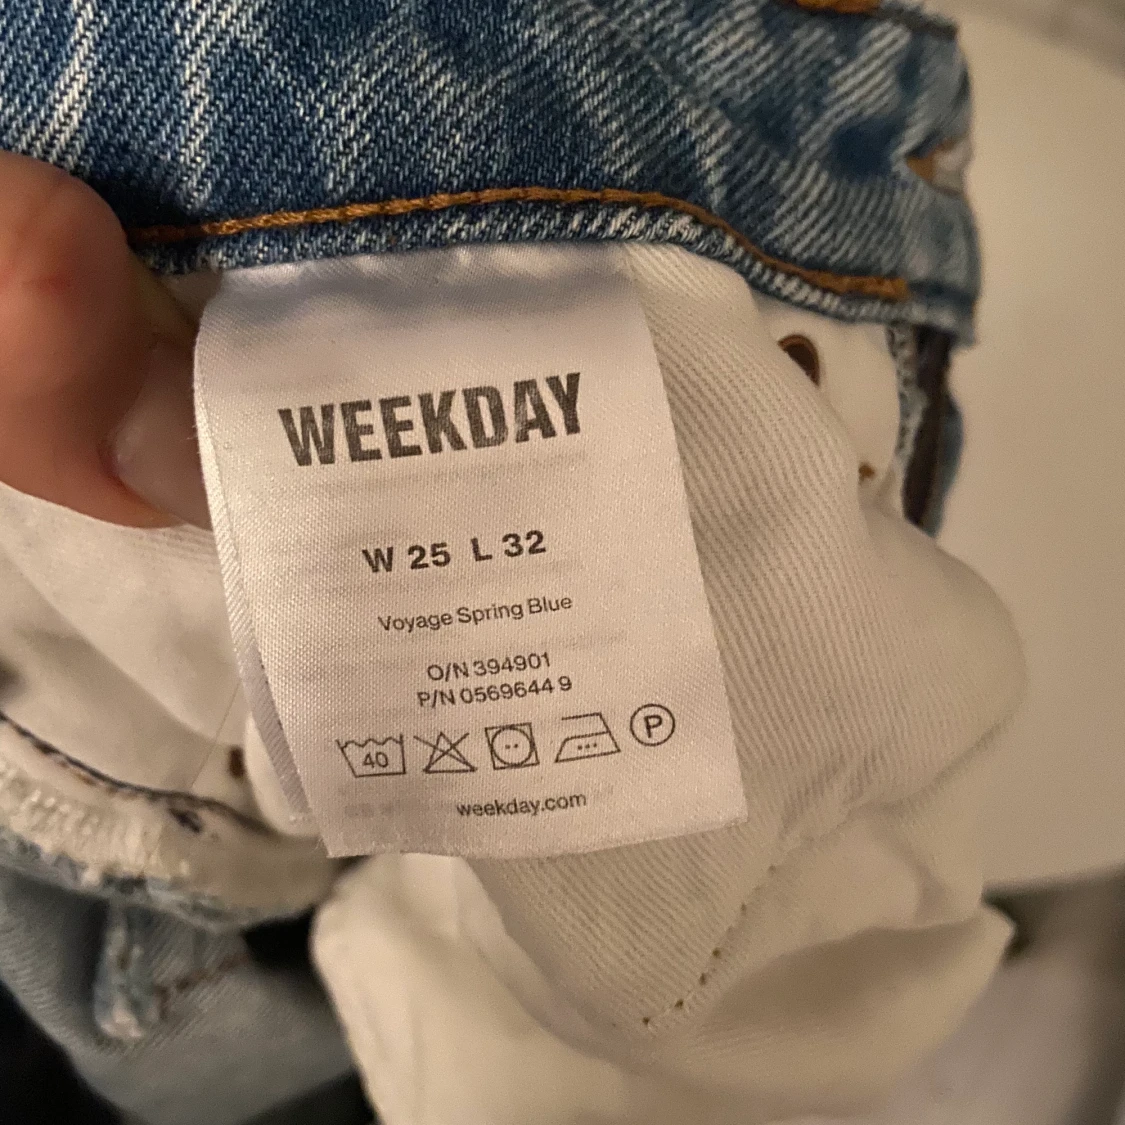 WEEKDAY
W 25 L 32
Voyage Spring Blue
O/N 394901
P/N 0569644 9
40 P
weekday.com